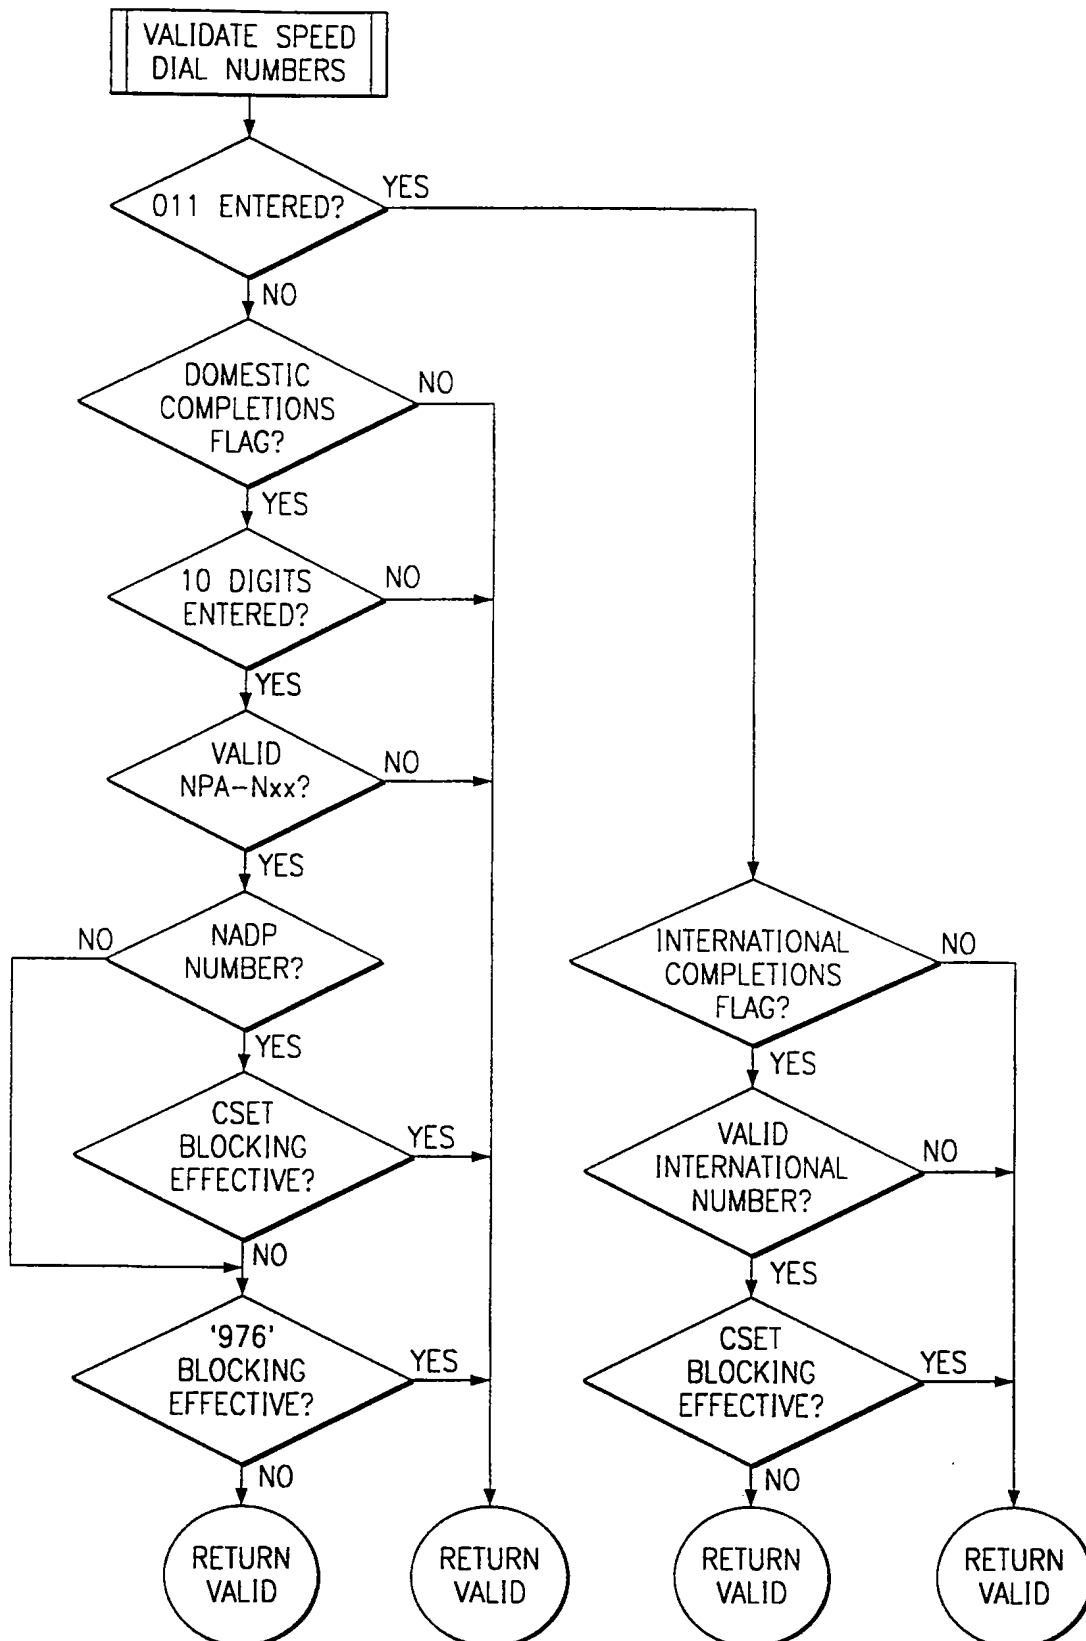 VALIDATE SPEED
DIAL NUMBERS
011 ENTERED?
YES
NO
DOMESTIC
COMPLETIONS
FLAG?
NO
YES
10 DIGITS
ENTERED?
NO
YES
VALID
NPA-Nxx?
NO
YES
NADP
NUMBER?
NO
YES
CSET
BLOCKING
EFFECTIVE?
YES
NO
'976'
BLOCKING
EFFECTIVE?
YES
NO
RETURN
VALID
RETURN
VALID
INTERNATIONAL
COMPLETIONS
FLAG?
NO
YES
VALID
INTERNATIONAL
NUMBER?
NO
YES
CSET
BLOCKING
EFFECTIVE?
YES
NO
RETURN
VALID
RETURN
VALID